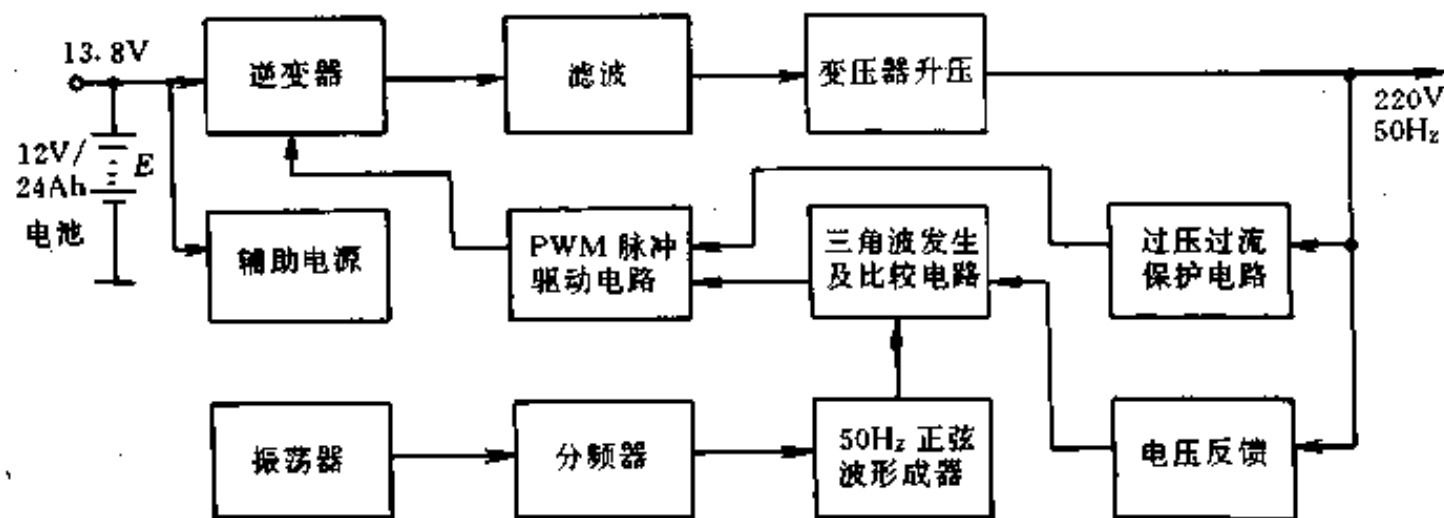 13.8V
逆变器
滤波
变压器升压
220V
50Hz
12V/
24Ah
E
电池
辅助电源
PWM 脉冲
驱动电路
三角波发生
及比较电路
过压过流
保护电路
振荡器
分频器
50Hz 正弦
波形成器
电压反馈